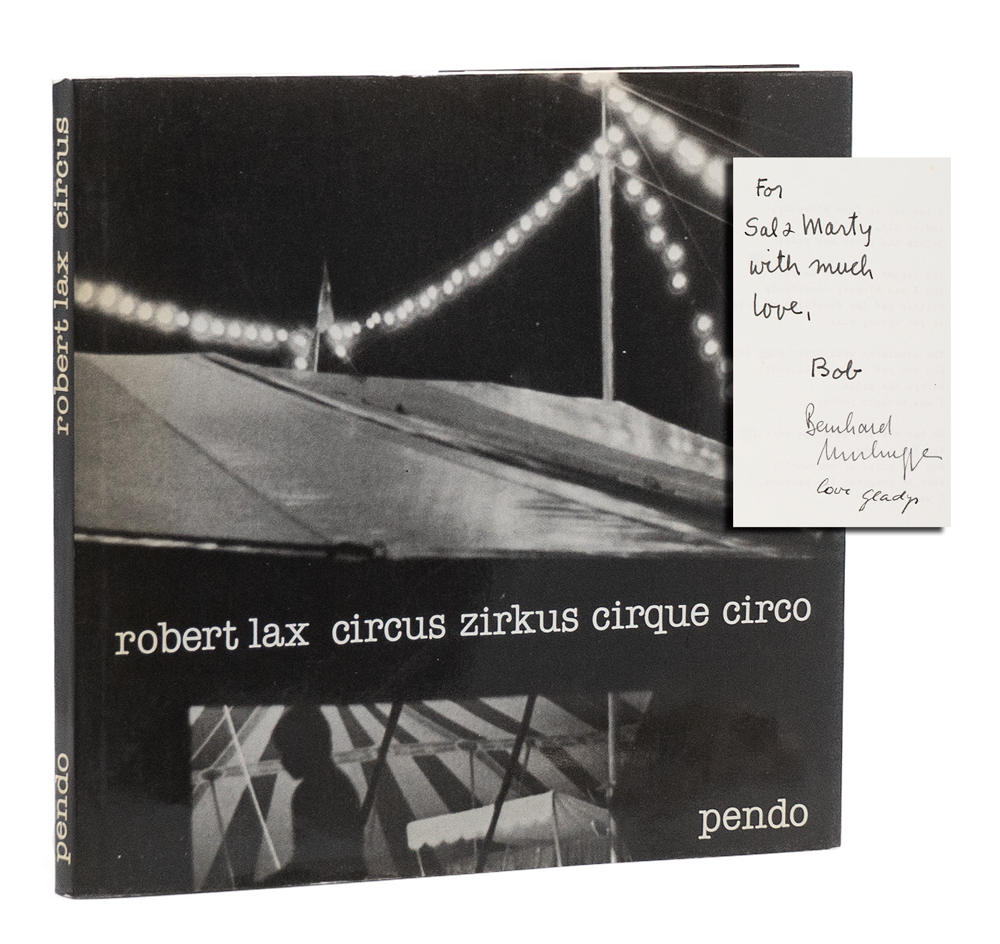 robert lax circus
pendo
robert lax circus zirkus cirque circo
pendo
For
Sal & Marty
with much
love,
Bob
Bernhard
love gladys